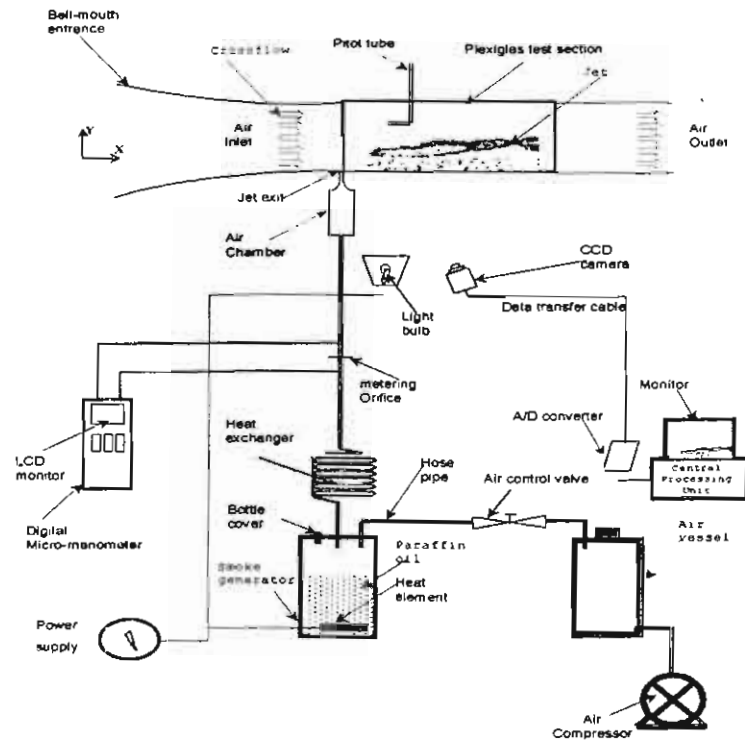 Bell-mouth
entrence
Crossflow
Pitot tube
Plexigles test section
Jet
Y
X
Air
Inlet
Air
Outlet
Jet exit
Air
Chamber
CCD
camera
Light
bulb
Data transfer cable
metering
Orifice
Monitor
A/D converter
Heat
exchanger
LCD
monitor
Hose
pipe
Air control valve
Central
Processing
Unit
Digital
Micro-manometer
Bottle
cover
Air
vessel
Paraffin
oil
Smoke
generator
Heat
element
Power
supply
Air
Compressor